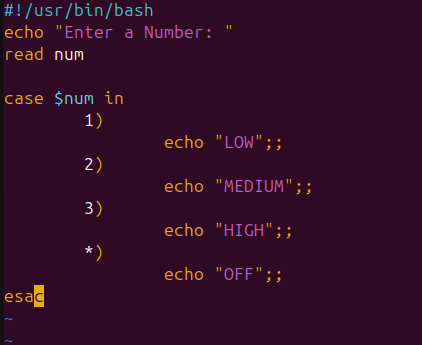 #!/usr/bin/bash
echo "Enter a Number: "
read num

case $num in
        1)
                echo "LOW";;
        2)
                echo "MEDIUM";;
        3)
                echo "HIGH";;
        *)
                echo "OFF";;
esac
~
~